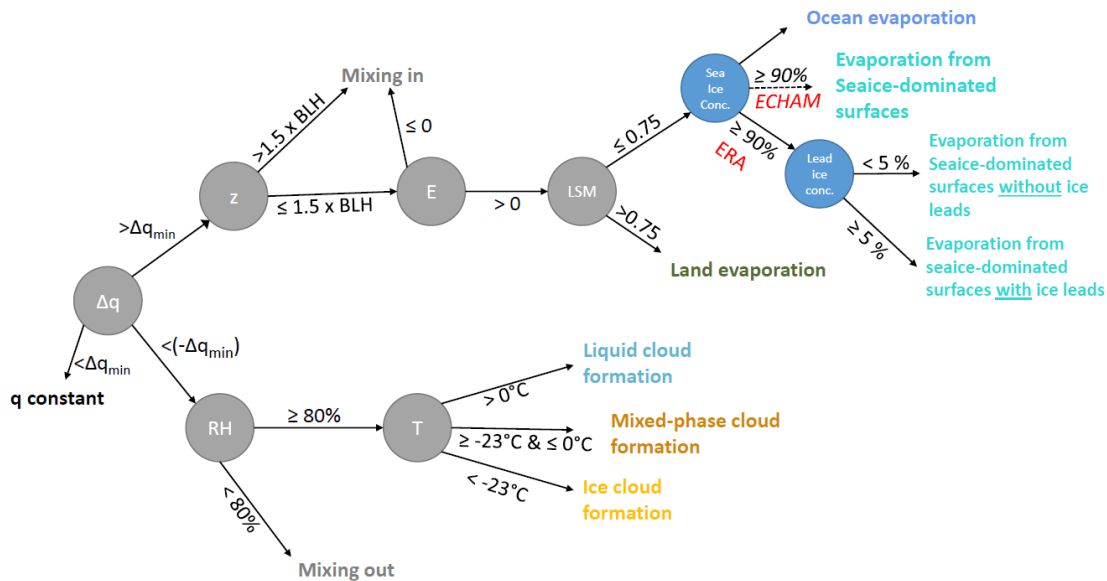 Ocean evaporation
Sea
Ice
Conc.
≥ 90%
ECHAM
Evaporation from
Seaice-dominated
surfaces
Mixing in
>1.5 x BLH
≤ 0
≤ 0.75
≥ 90%
ERA
Lead
ice
conc.
< 5 %
Evaporation from
Seaice-dominated
surfaces without ice
leads
z
≤ 1.5 x BLH
E
> 0
LSM
>0.75
≥ 5 %
Evaporation from
seaice-dominated
surfaces with ice leads
Land evaporation
>Δqmin
Δq
<Δqmin
q constant
<(-Δqmin)
RH
≥ 80%
T
> 0°C
Liquid cloud
formation
≥ -23°C & ≤ 0°C
Mixed-phase cloud
formation
< -23°C
Ice cloud
formation
< 80%
Mixing out